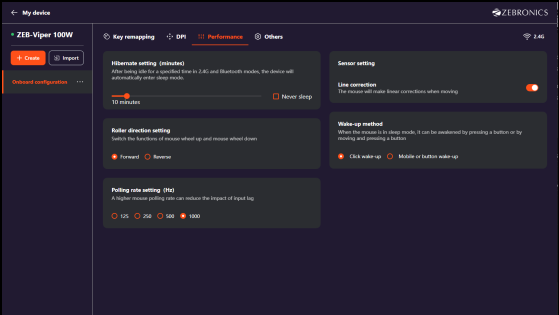 My device
ZEBRONICS
ZEB-Viper 100W
Create
Import
Onboard configuration
Key remapping
DPI
Performance
Others
2.4G
Hibernate setting (minutes)
After being idle for a specified time in 2.4G and Bluetooth modes, the device will
automatically enter sleep mode.
10 minutes
Never sleep
Roller direction setting
Switch the functions of mouse wheel up and mouse wheel down
Forward
Reverse
Polling rate setting (Hz)
A higher mouse polling rate can reduce the impact of input lag
125
250
500
1000
Sensor setting
Line correction
The mouse will make linear corrections when moving
Wake-up method
When the mouse is in sleep mode, it can be awakened by pressing a button or by
moving and pressing a button
Click wake-up
Mobile or button wake-up